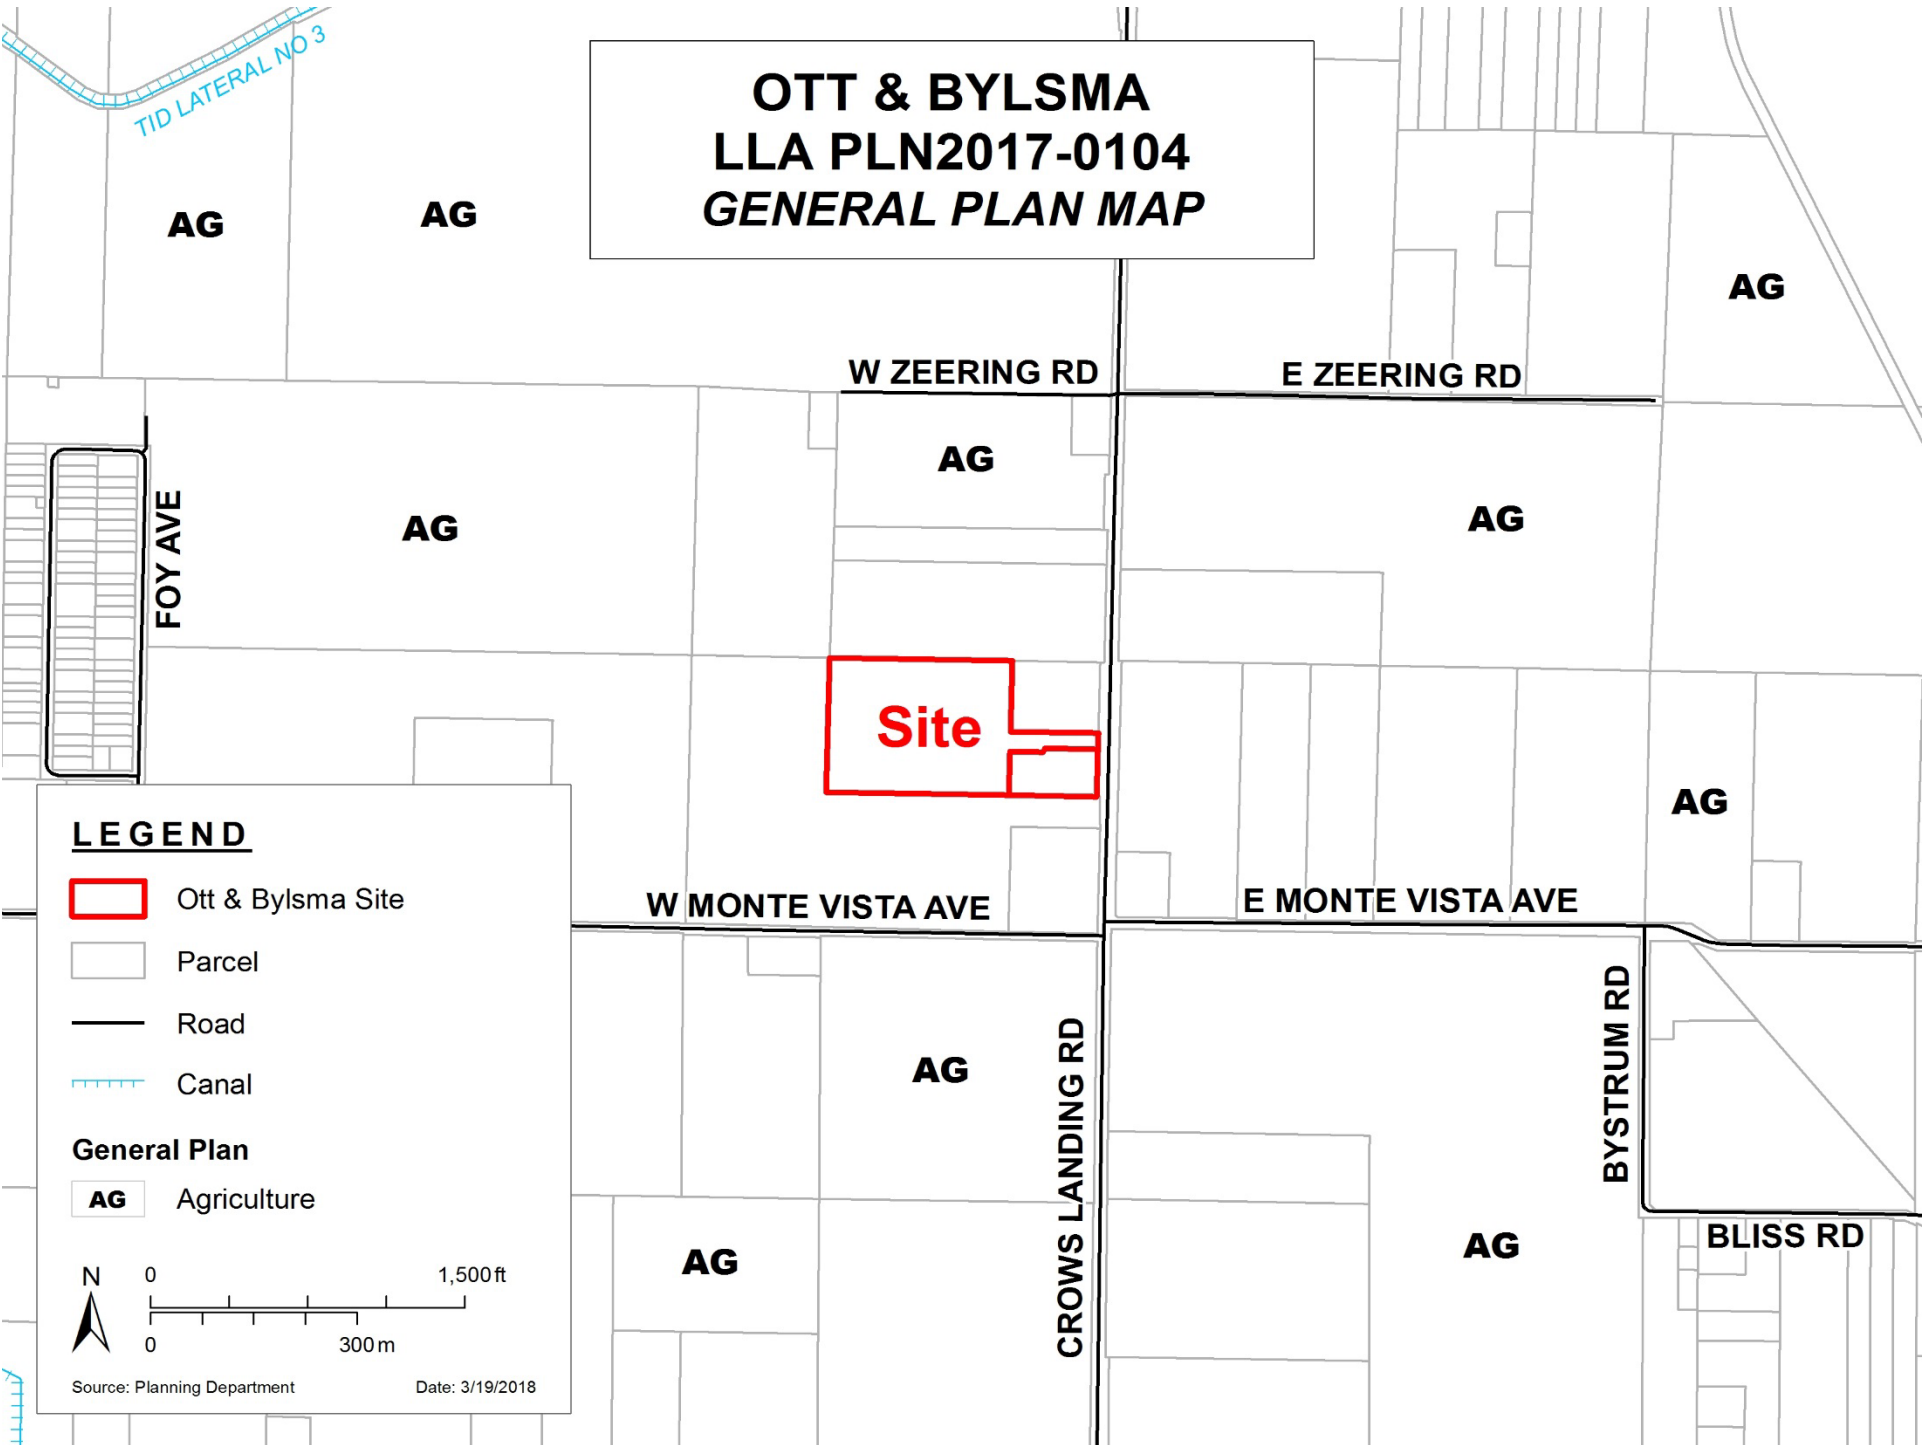 TID LATERAL NO 3
OTT & BYLSMA
LLA PLN2017-0104
GENERAL PLAN MAP
AG
AG
AG
W ZEERING RD
E ZEERING RD
AG
AG
AG
FOY AVE
Site
AG
W MONTE VISTA AVE
E MONTE VISTA AVE
BYSTRUM RD
CROWS LANDING RD
AG
AG
AG
BLISS RD
LEGEND
Ott & Bylsma Site
Parcel
Road
Canal
General Plan
AG Agriculture
N
0 1,500 ft
0 300 m
Source: Planning Department Date: 3/19/2018